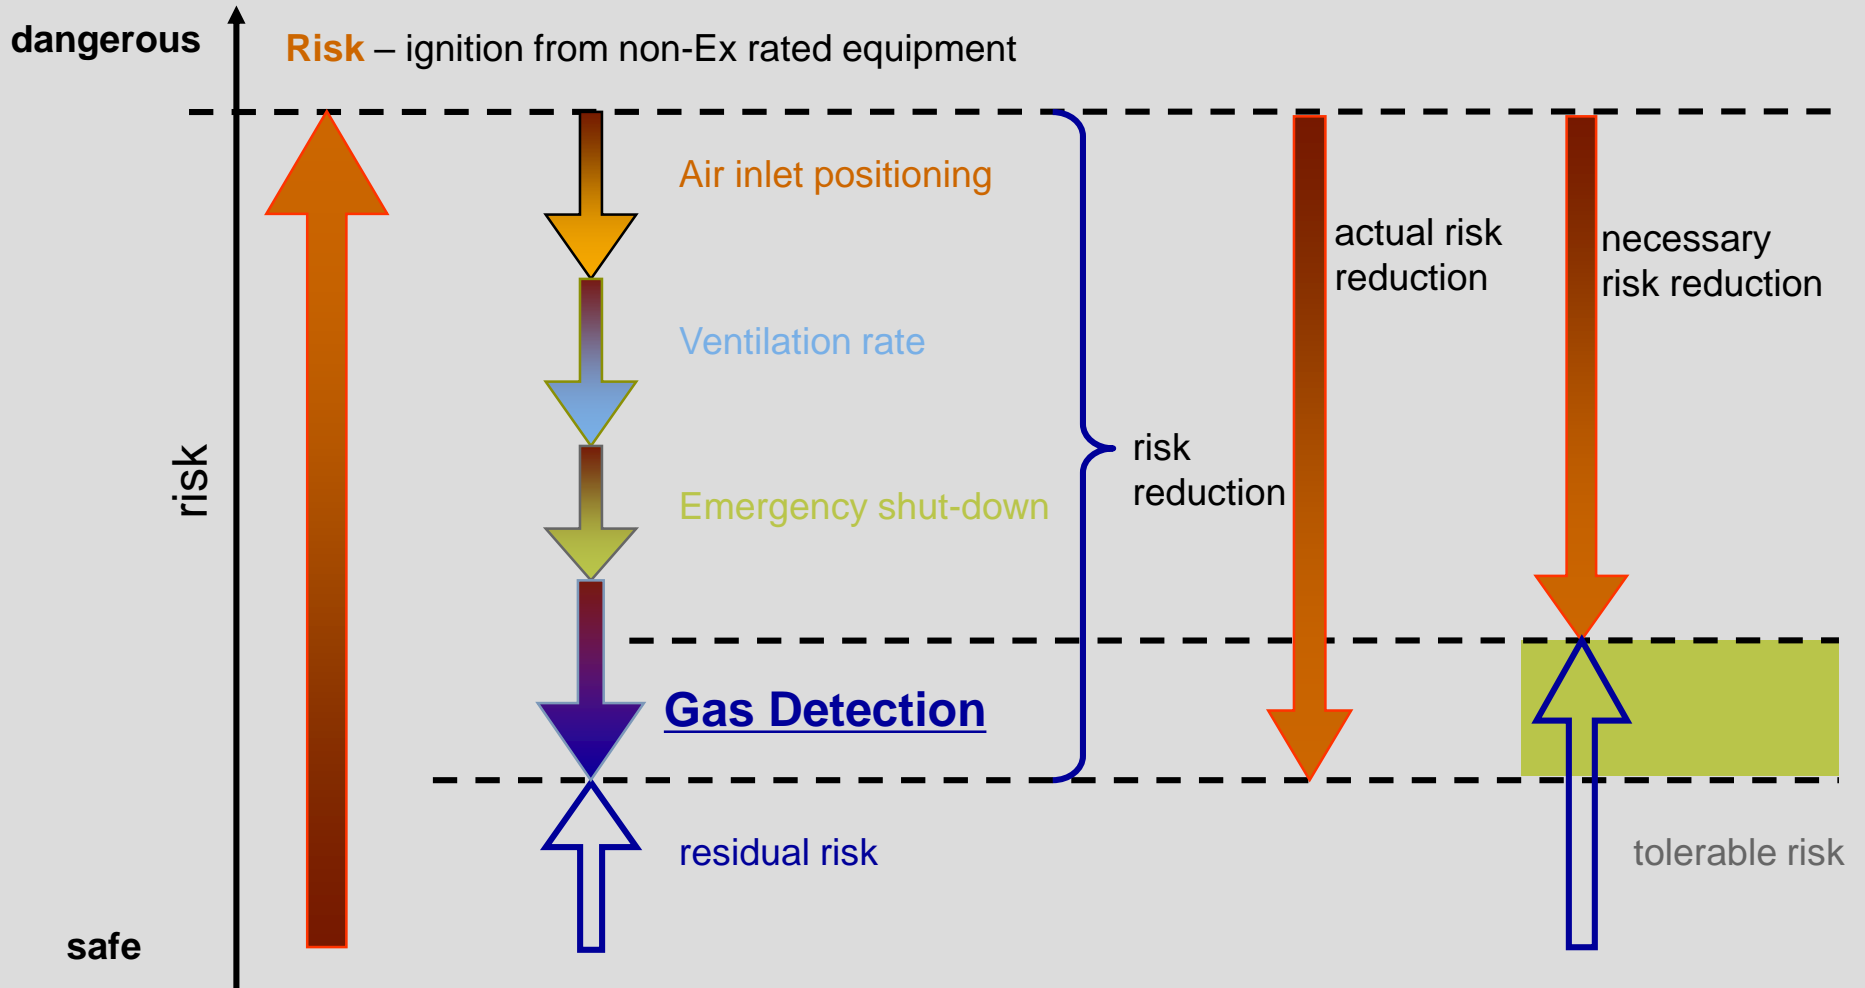 dangerous
Risk – ignition from non-Ex rated equipment
Air inlet positioning
actual risk
reduction
necessary
risk reduction
Ventilation rate
risk
risk
reduction
Emergency shut-down
Gas Detection
residual risk
tolerable risk
safe